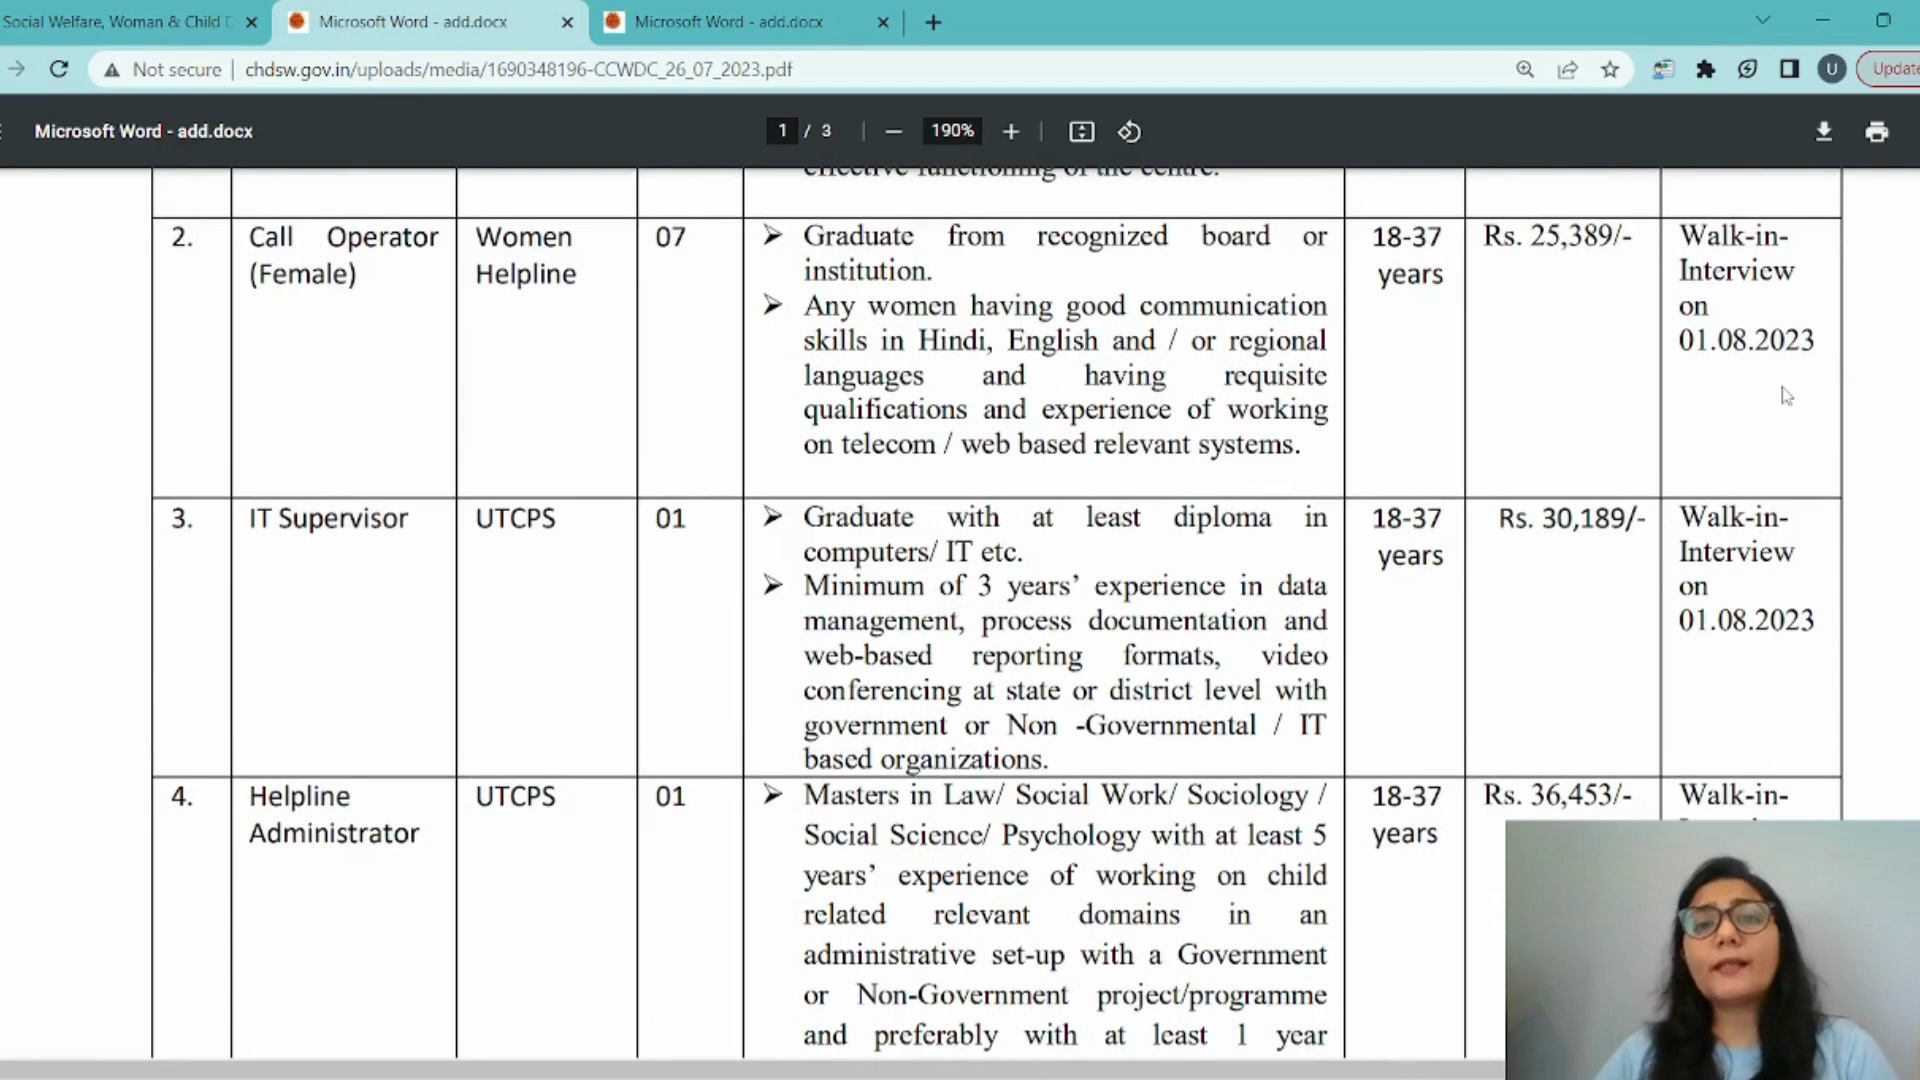 Social Welfare, Woman & Child D
Microsoft Word - add.docx
Microsoft Word - add.docx
Not secure
chdsw.gov.in/uploads/media/1690348196-CCWDC_26_07_2023.pdf
U
Update
Microsoft Word - add.docx
1 / 3
190%
effective functioning of the centre.
2.
Call Operator
(Female)
Women
Helpline
07
➢ Graduate from recognized board or
institution.
➢ Any women having good communication
skills in Hindi, English and / or regional
languages and having requisite
qualifications and experience of working
on telecom / web based relevant systems.
18-37
years
Rs. 25,389/-
Walk-in-
Interview
on
01.08.2023
3.
IT Supervisor
UTCPS
01
➢ Graduate with at least diploma in
computers/ IT etc.
➢ Minimum of 3 years’ experience in data
management, process documentation and
web-based reporting formats, video
conferencing at state or district level with
government or Non -Governmental / IT
based organizations.
18-37
years
Rs. 30,189/-
Walk-in-
Interview
on
01.08.2023
4.
Helpline
Administrator
UTCPS
01
➢ Masters in Law/ Social Work/ Sociology /
Social Science/ Psychology with at least 5
years’ experience of working on child
related relevant domains in an
administrative set-up with a Government
or Non-Government project/programme
and preferably with at least 1 year
18-37
years
Rs. 36,453/-
Walk-in-